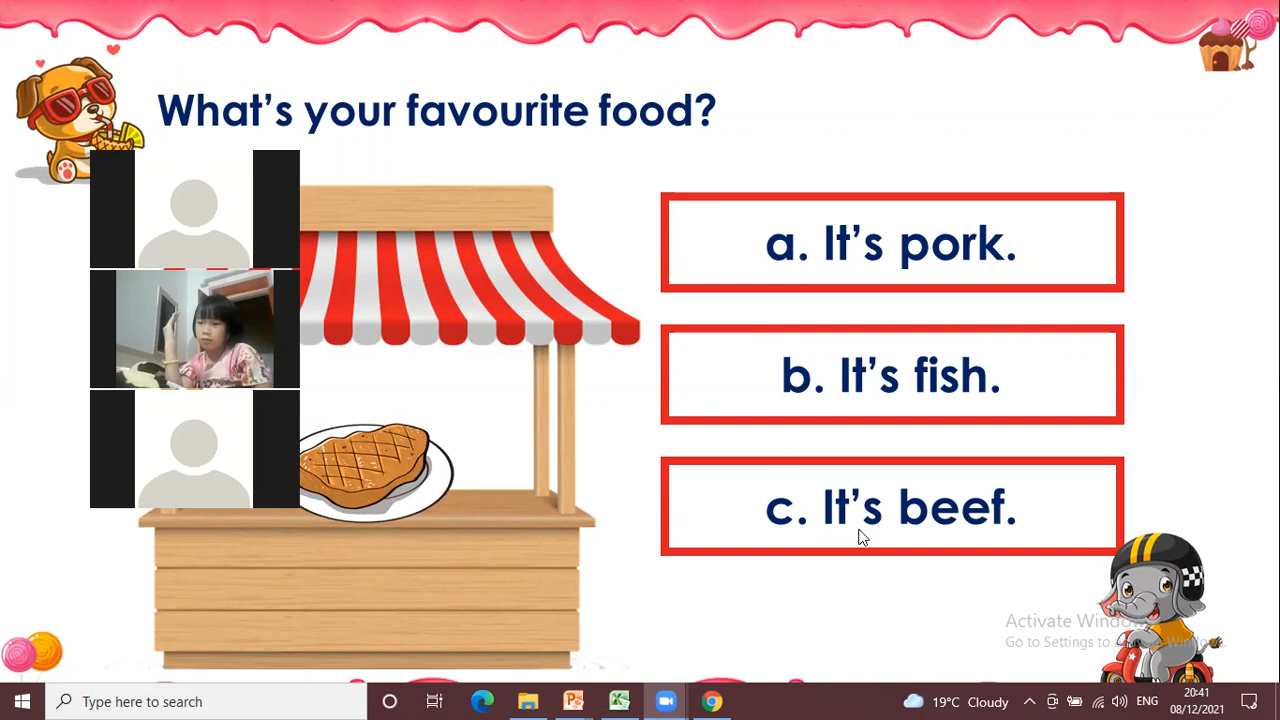 What's your favourite food?
a. It's pork.
b. It's fish.
c. It's beef.
Activate Windo
Go to Settings to a Windows.
Type here to search
19°C Cloudy
ENG
20:41
08/12/2021